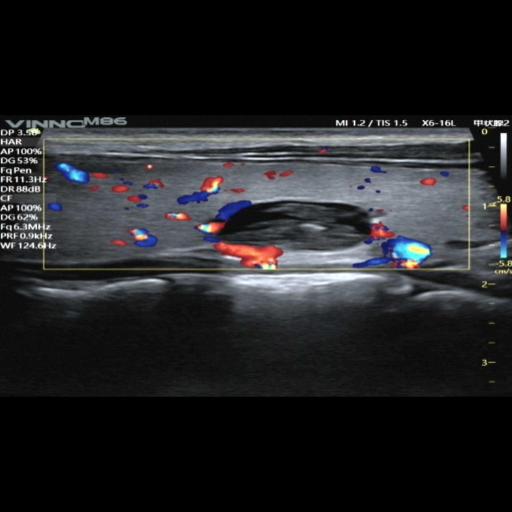 VINNO M86
MI 1.2 / TIS 1.5 X6-16L 甲状腺2
DP 3.58
HAR
AP 100%
DG 53%
Fq Pen
FR 11.3Hz
DR 88dB
CF
AP 100%
DG 62%
Fq 6.3MHz
PRF 0.9kHz
WF 124.6Hz
0
1
2
3
5.8
-5.8
cm/s